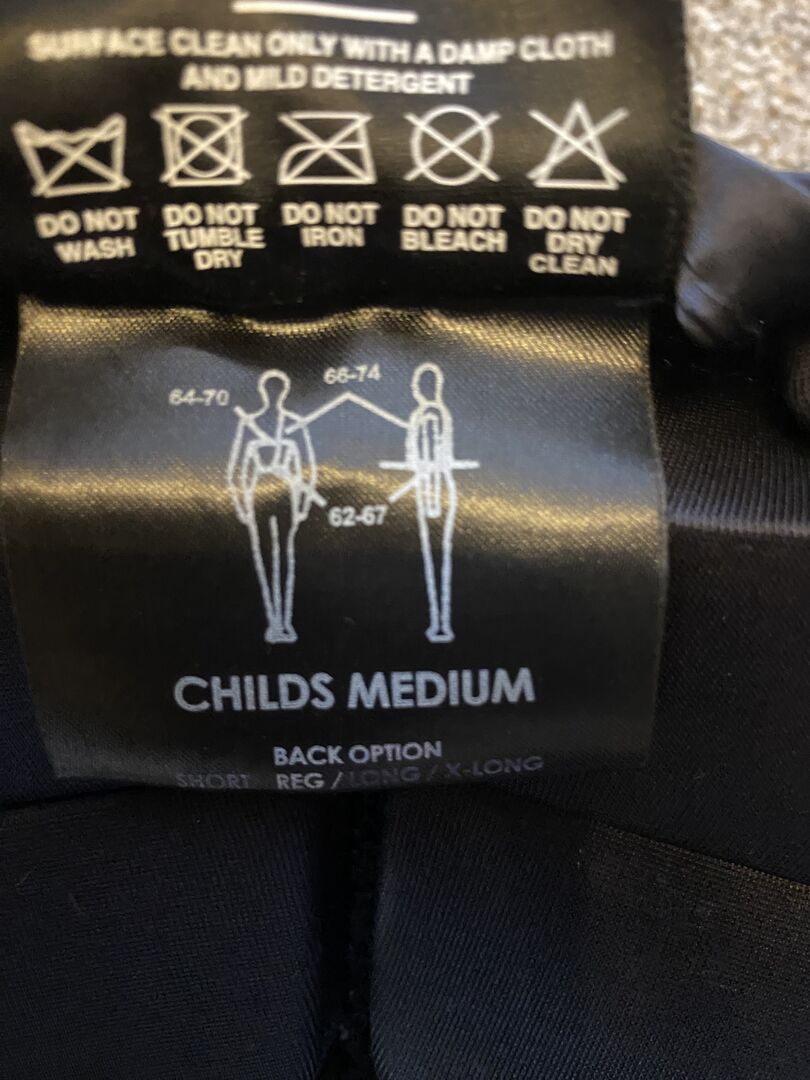 SURFACE CLEAN ONLY WITH A DAMP CLOTH
AND MILD DETERGENT
DO NOT WASH
DO NOT TUMBLE DRY
DO NOT IRON
DO NOT BLEACH
DO NOT DRY CLEAN
64-70
66-74
62-67
CHILDS MEDIUM
BACK OPTION
SHORT REG / LONG / X-LONG